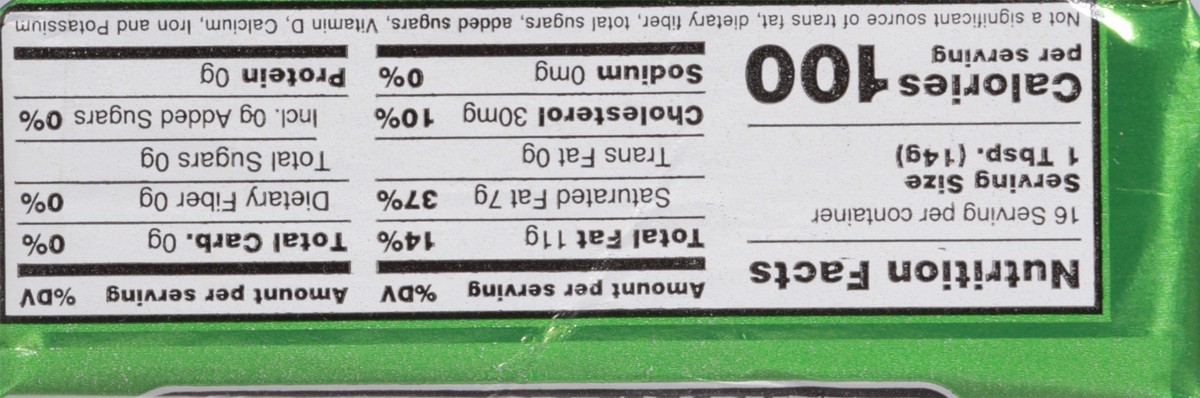 Nutrition Facts
16 Serving per container
Serving Size
1 Tbsp. (14g)
Calories 100
per serving
Amount per serving %DV
Total Fat 11g 14%
Saturated Fat 7g 37%
Trans Fat 0g
Cholesterol 30mg 10%
Sodium 0mg 0%
Amount per serving %DV
Total Carb. 0g 0%
Dietary Fiber 0g 0%
Total Sugars 0g
Incl. 0g Added Sugars 0%
Protein 0g
Not a significant source of trans fat, dietary fiber, total sugars, added sugars, Vitamin D, Calcium, Iron and Potassium